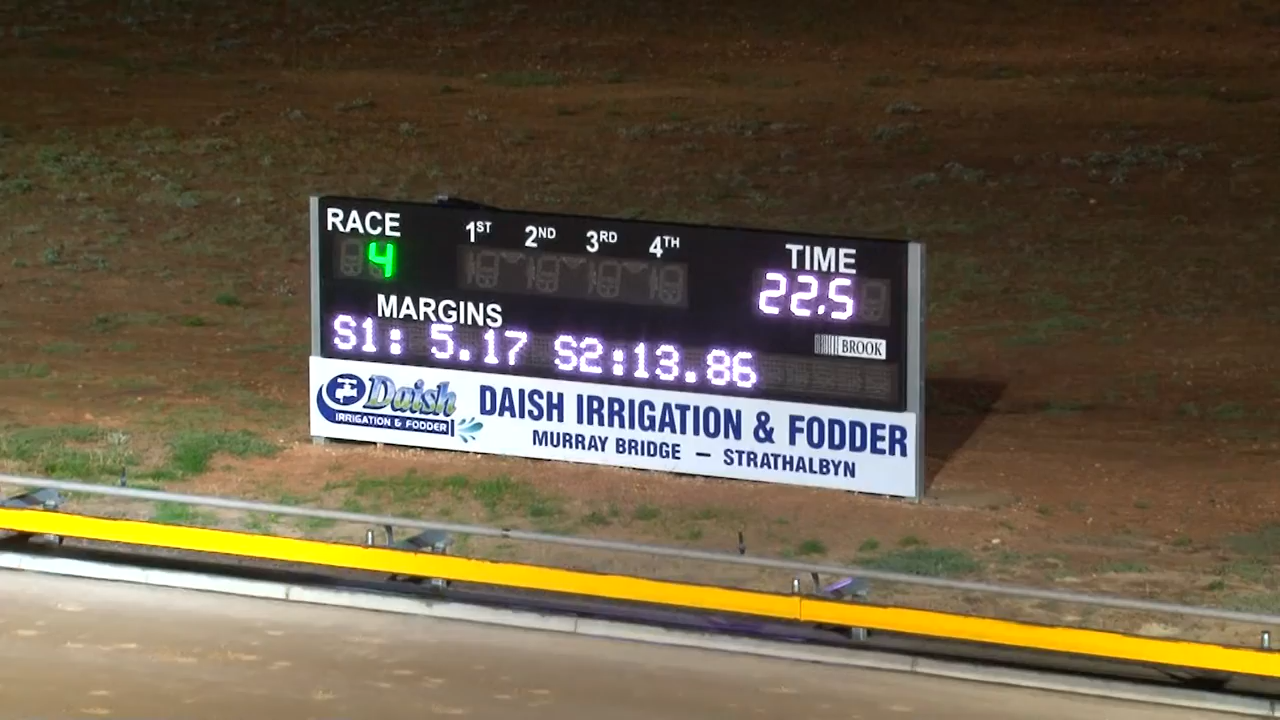 RACE 1ST 2ND 3RD 4TH TIME
4 22.5
MARGINS
S1: 5.17 S2:13.86
BROOK
Daish
IRRIGATION & FODDER
DAISH IRRIGATION & FODDER
MURRAY BRIDGE – STRATHALBYN